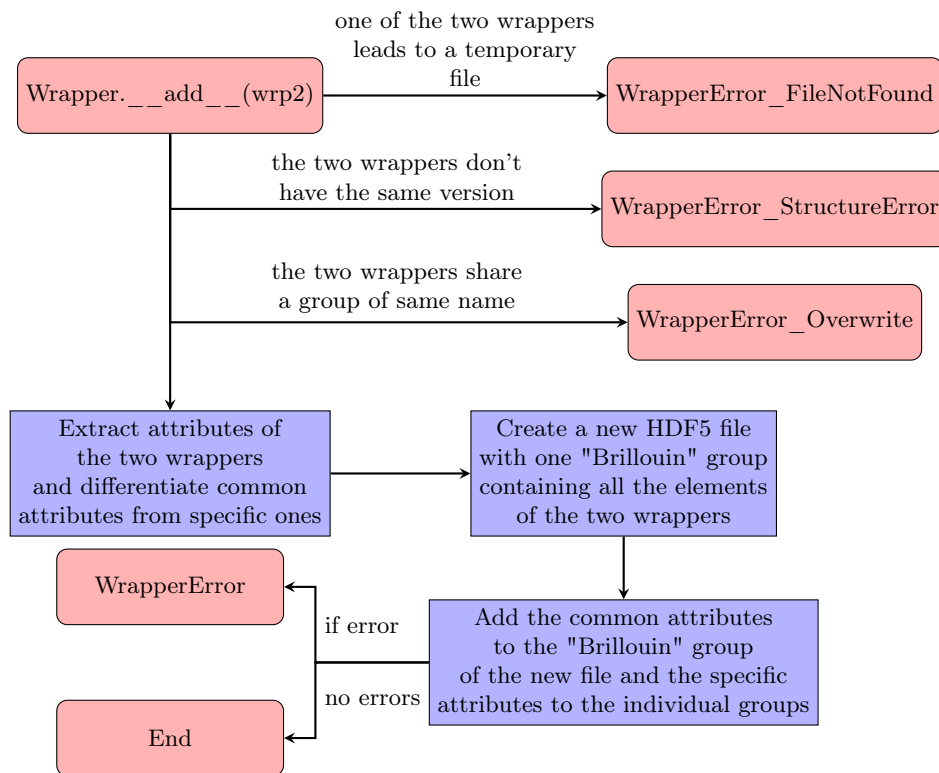 one of the two wrappers
leads to a temporary
file
Wrapper.__add__(wrp2)
WrapperError_FileNotFound
the two wrappers don't
have the same version
WrapperError_StructureError
the two wrappers share
a group of same name
WrapperError_Overwrite
Extract attributes of
the two wrappers
and differentiate common
attributes from specific ones
Create a new HDF5 file
with one "Brillouin" group
containing all the elements
of the two wrappers
WrapperError
if error
Add the common attributes
to the "Brillouin" group
of the new file and the specific
attributes to the individual groups
no errors
End